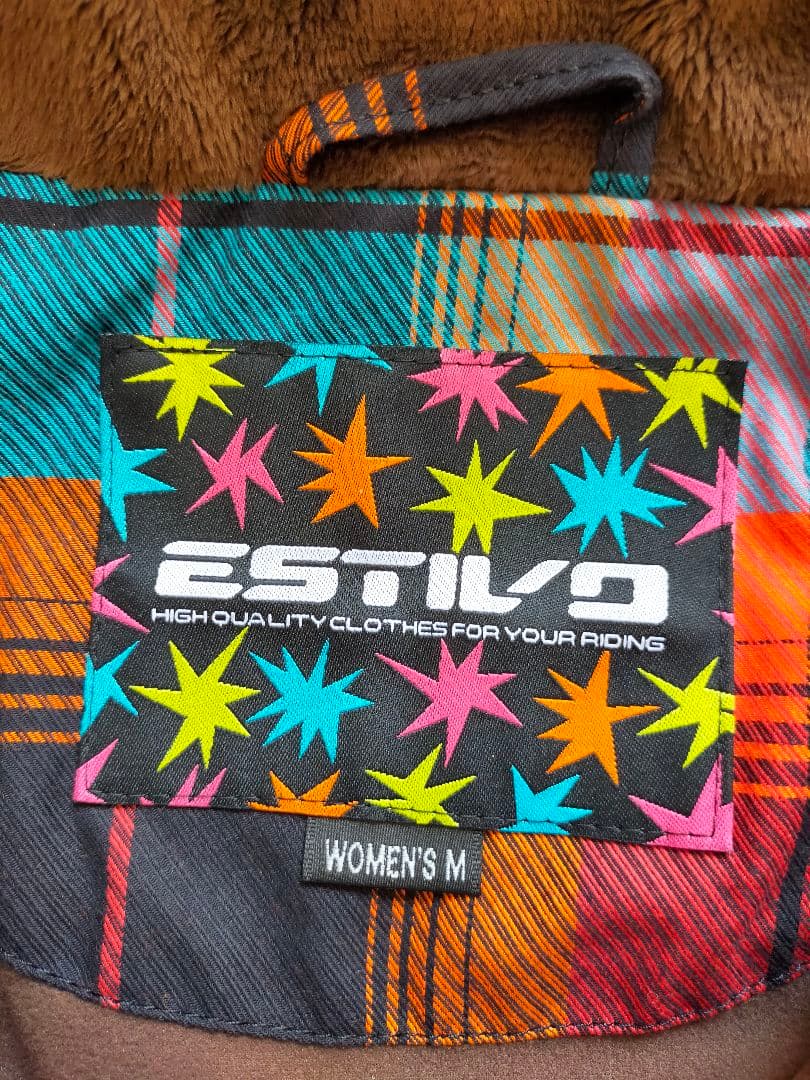 ESTIVO
HIGH QUALITY CLOTHES FOR YOUR RIDING
WOMEN'S M